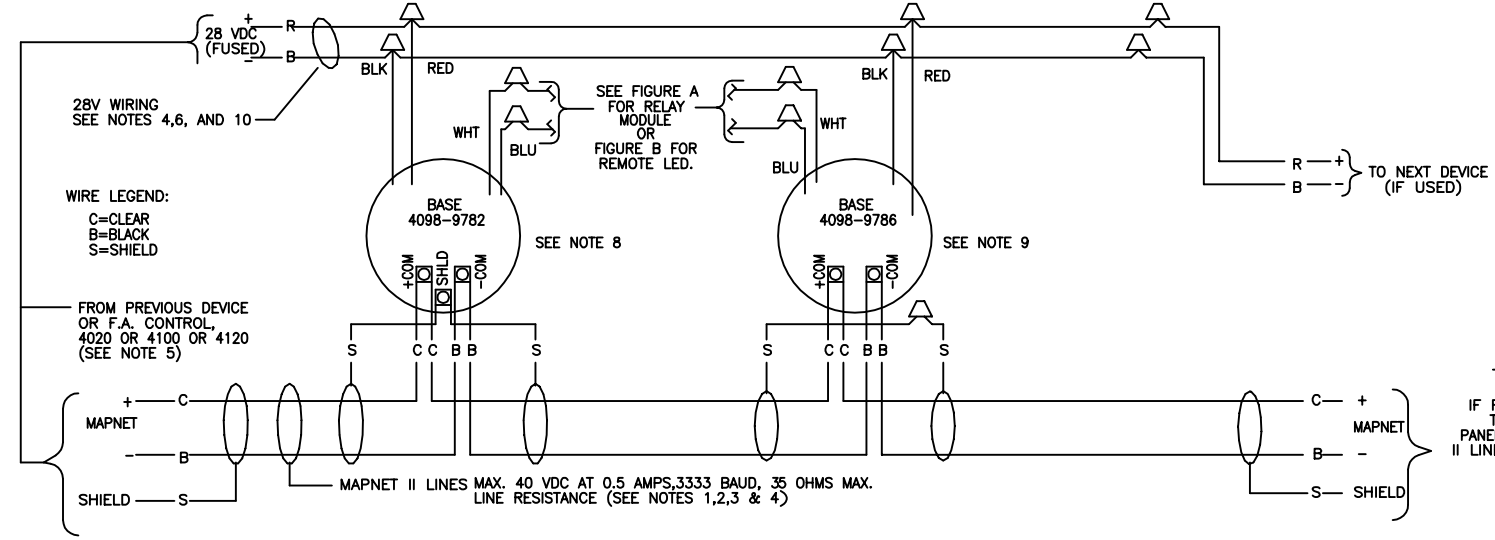 +
28 VDC
(FUSED)
−
R
B
BLK
RED
BLK
RED
28V WIRING
SEE NOTES 4,6, AND 10
WHT
BLU
SEE FIGURE A
FOR RELAY
MODULE
OR
FIGURE B FOR
REMOTE LED.
WHT
BLU
R +
B −
TO NEXT DEVICE
(IF USED)
WIRE LEGEND:
C=CLEAR
B=BLACK
S=SHIELD
BASE
4098-9782
+COM
SHLD
-COM
SEE NOTE 8
BASE
4098-9786
+COM
-COM
SEE NOTE 9
FROM PREVIOUS DEVICE
OR F.A. CONTROL,
4020 OR 4100 OR 4120
(SEE NOTE 5)
S C C B B S
S C C B B S
+ C
MAPNET
− B
SHIELD S
MAPNET II LINES MAX. 40 VDC AT 0.5 AMPS,3333 BAUD, 35 OHMS MAX.
LINE RESISTANCE (SEE NOTES 1,2,3 & 4)
C +
MAPNET
B −
S SHIELD
IF
PANE
II LINE